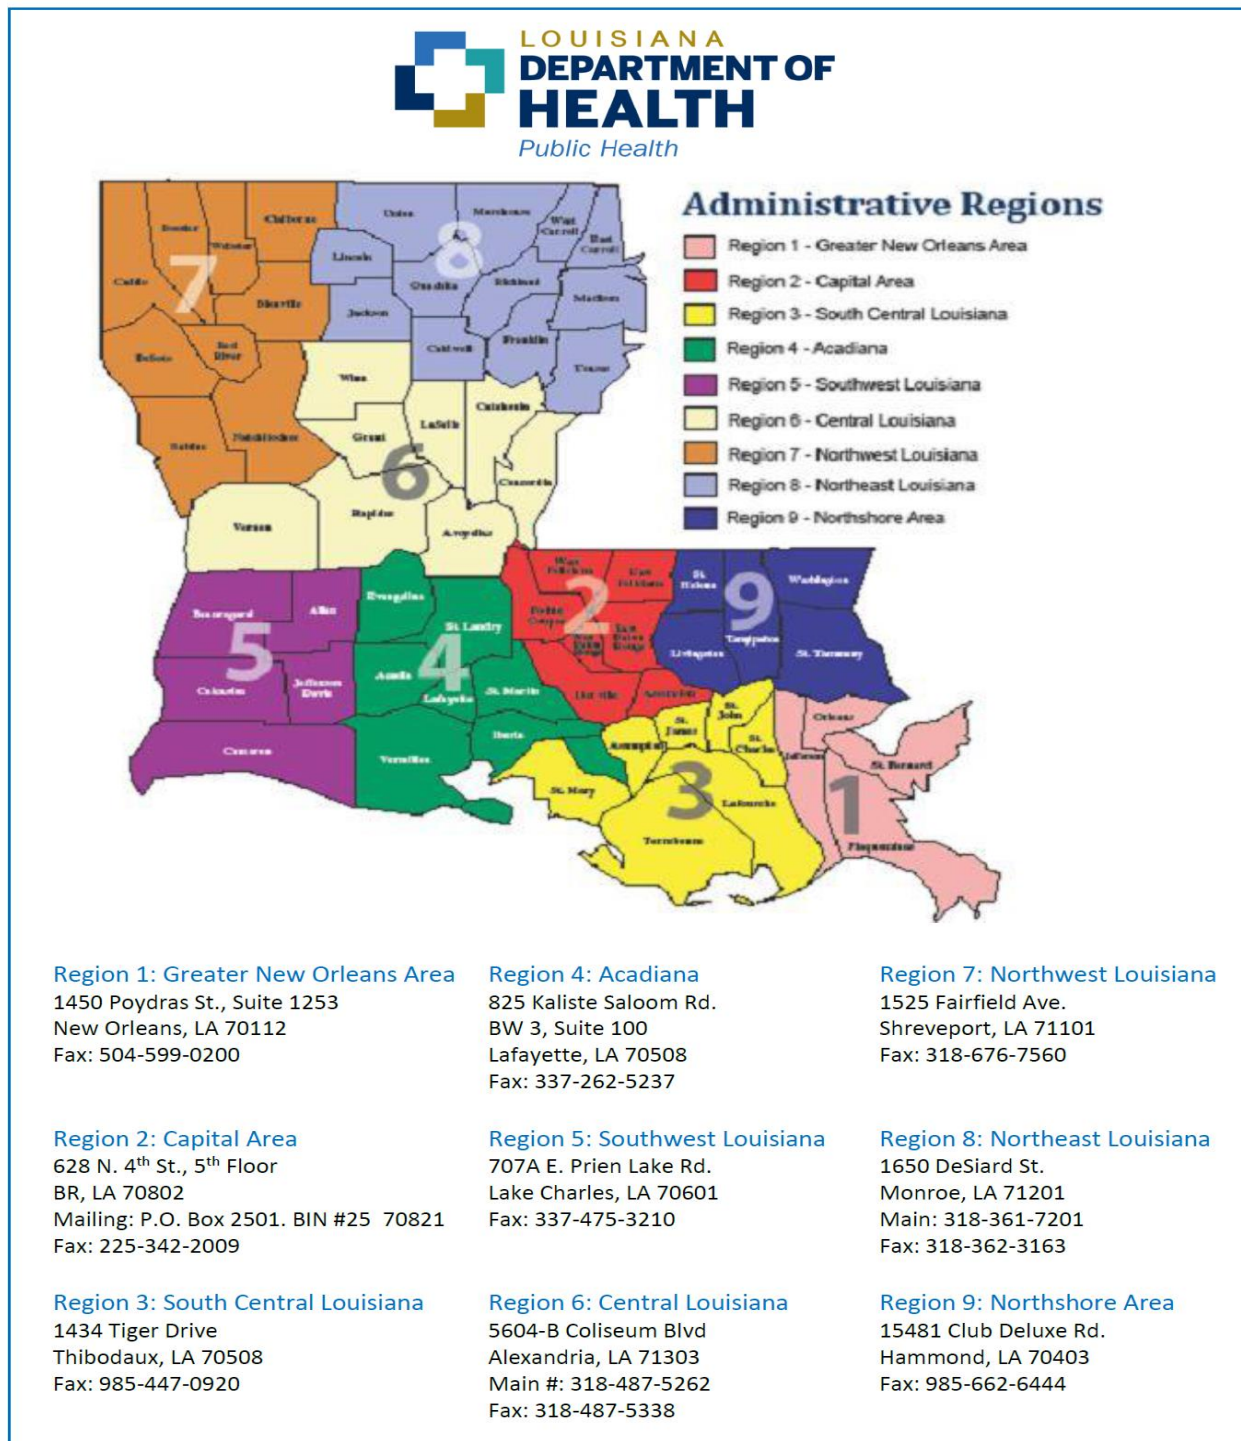 LOUISIANA
DEPARTMENT OF
HEALTH
Public Health
Administrative Regions
Region 1 - Greater New Orleans Area
Region 2 - Capital Area
Region 3 - South Central Louisiana
Region 4 - Acadiana
Region 5 - Southwest Louisiana
Region 6 - Central Louisiana
Region 7 - Northwest Louisiana
Region 8 - Northeast Louisiana
Region 9 - Northshore Area
Union
Morehouse
West
Carroll
East
Carroll
Claiborne
Bossier
Webster
Caddo
7
8
Lincoln
Ouachita
Richland
Madison
Bienville
Jackson
Caldwell
Franklin
Tensas
DeSoto
Red
River
Winn
Sabine
Natchitoches
Grant
LaSalle
Catahoula
6
Concordia
Vernon
Rapides
Avoyelles
Beauregard
Allen
Evangeline
5
St. Landry
4
Calcasieu
Jefferson
Davis
Acadia
Lafayette
St. Martin
Cameron
Vermilion
Iberia
West
Feliciana
East
Feliciana
2
Pointe
Coupee
West
Baton
Rouge
East
Baton
Rouge
Iberville
Ascension
St.
Helena
9
Washington
Livingston
Tangipahoa
St. Tammany
St.
James
St.
John
St.
Charles
Assumption
St. Mary
3
Lafourche
Terrebonne
Orleans
Jefferson
St. Bernard
1
Plaquemines
Region 1: Greater New Orleans Area
1450 Poydras St., Suite 1253
New Orleans, LA 70112
Fax: 504-599-0200
Region 2: Capital Area
628 N. 4th St., 5th Floor
BR, LA 70802
Mailing: P.O. Box 2501. BIN #25 70821
Fax: 225-342-2009
Region 3: South Central Louisiana
1434 Tiger Drive
Thibodaux, LA 70508
Fax: 985-447-0920
Region 4: Acadiana
825 Kaliste Saloom Rd.
BW 3, Suite 100
Lafayette, LA 70508
Fax: 337-262-5237
Region 5: Southwest Louisiana
707A E. Prien Lake Rd.
Lake Charles, LA 70601
Fax: 337-475-3210
Region 6: Central Louisiana
5604-B Coliseum Blvd
Alexandria, LA 71303
Main #: 318-487-5262
Fax: 318-487-5338
Region 7: Northwest Louisiana
1525 Fairfield Ave.
Shreveport, LA 71101
Fax: 318-676-7560
Region 8: Northeast Louisiana
1650 DeSiard St.
Monroe, LA 71201
Main: 318-361-7201
Fax: 318-362-3163
Region 9: Northshore Area
15481 Club Deluxe Rd.
Hammond, LA 70403
Fax: 985-662-6444